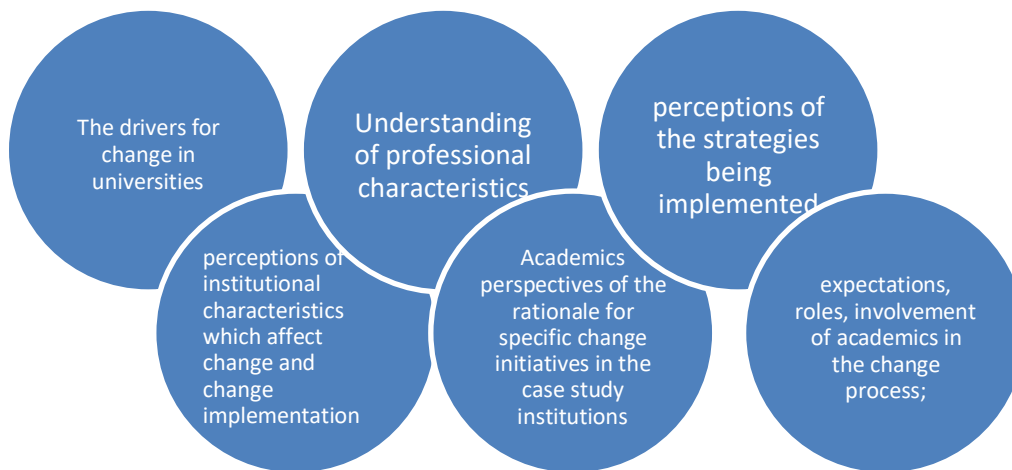 The drivers for
change in
universities
perceptions of
institutional
characteristics
which affect
change and
change
implementation
Understanding
of professional
characteristics
Academics
perspectives of the
rationale for
specific change
initiatives in the
case study
institutions
perceptions of
the strategies
being
implemented
expectations,
roles, involvement
of academics in
the change
process;